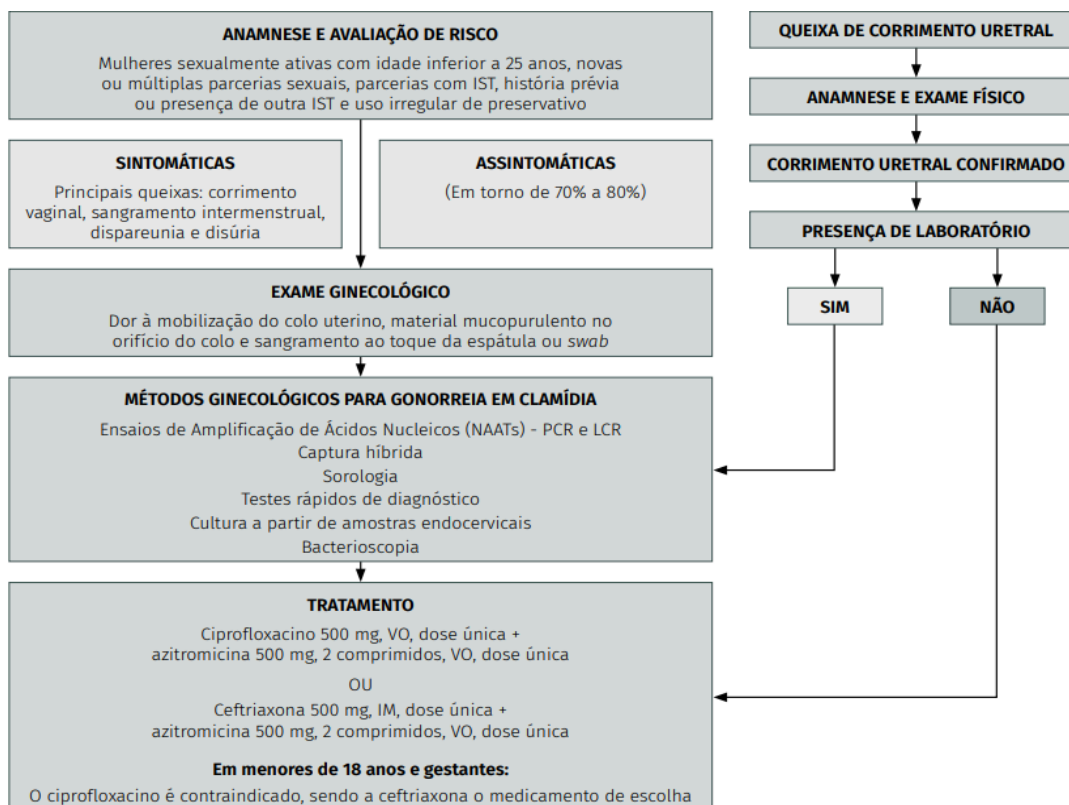 ANAMNESE E AVALIAÇÃO DE RISCO
Mulheres sexualmente ativas com idade inferior a 25 anos, novas
ou múltiplas parcerias sexuais, parcerias com IST, história prévia
ou presença de outra IST e uso irregular de preservativo
SINTOMÁTICAS
Principais queixas: corrimento
vaginal, sangramento intermenstrual,
dispareunia e disúria
ASSINTOMÁTICAS
(Em torno de 70% a 80%)
EXAME GINECOLÓGICO
Dor à mobilização do colo uterino, material mucopurulento no
orifício do colo e sangramento ao toque da espátula ou swab
MÉTODOS GINECOLÓGICOS PARA GONORREIA EM CLAMÍDIA
Ensaios de Amplificação de Ácidos Nucleicos (NAATs) - PCR e LCR
Captura híbrida
Sorologia
Testes rápidos de diagnóstico
Cultura a partir de amostras endocervicais
Bacterioscopia
TRATAMENTO
Ciprofloxacino 500 mg, VO, dose única +
azitromicina 500 mg, 2 comprimidos, VO, dose única
OU
Ceftriaxona 500 mg, IM, dose única +
azitromicina 500 mg, 2 comprimidos, VO, dose única
Em menores de 18 anos e gestantes:
O ciprofloxacino é contraindicado, sendo a ceftriaxona o medicamento de escolha
QUEIXA DE CORRIMENTO URETRAL
ANAMNESE E EXAME FÍSICO
CORRIMENTO URETRAL CONFIRMADO
PRESENÇA DE LABORATÓRIO
SIM
NÃO